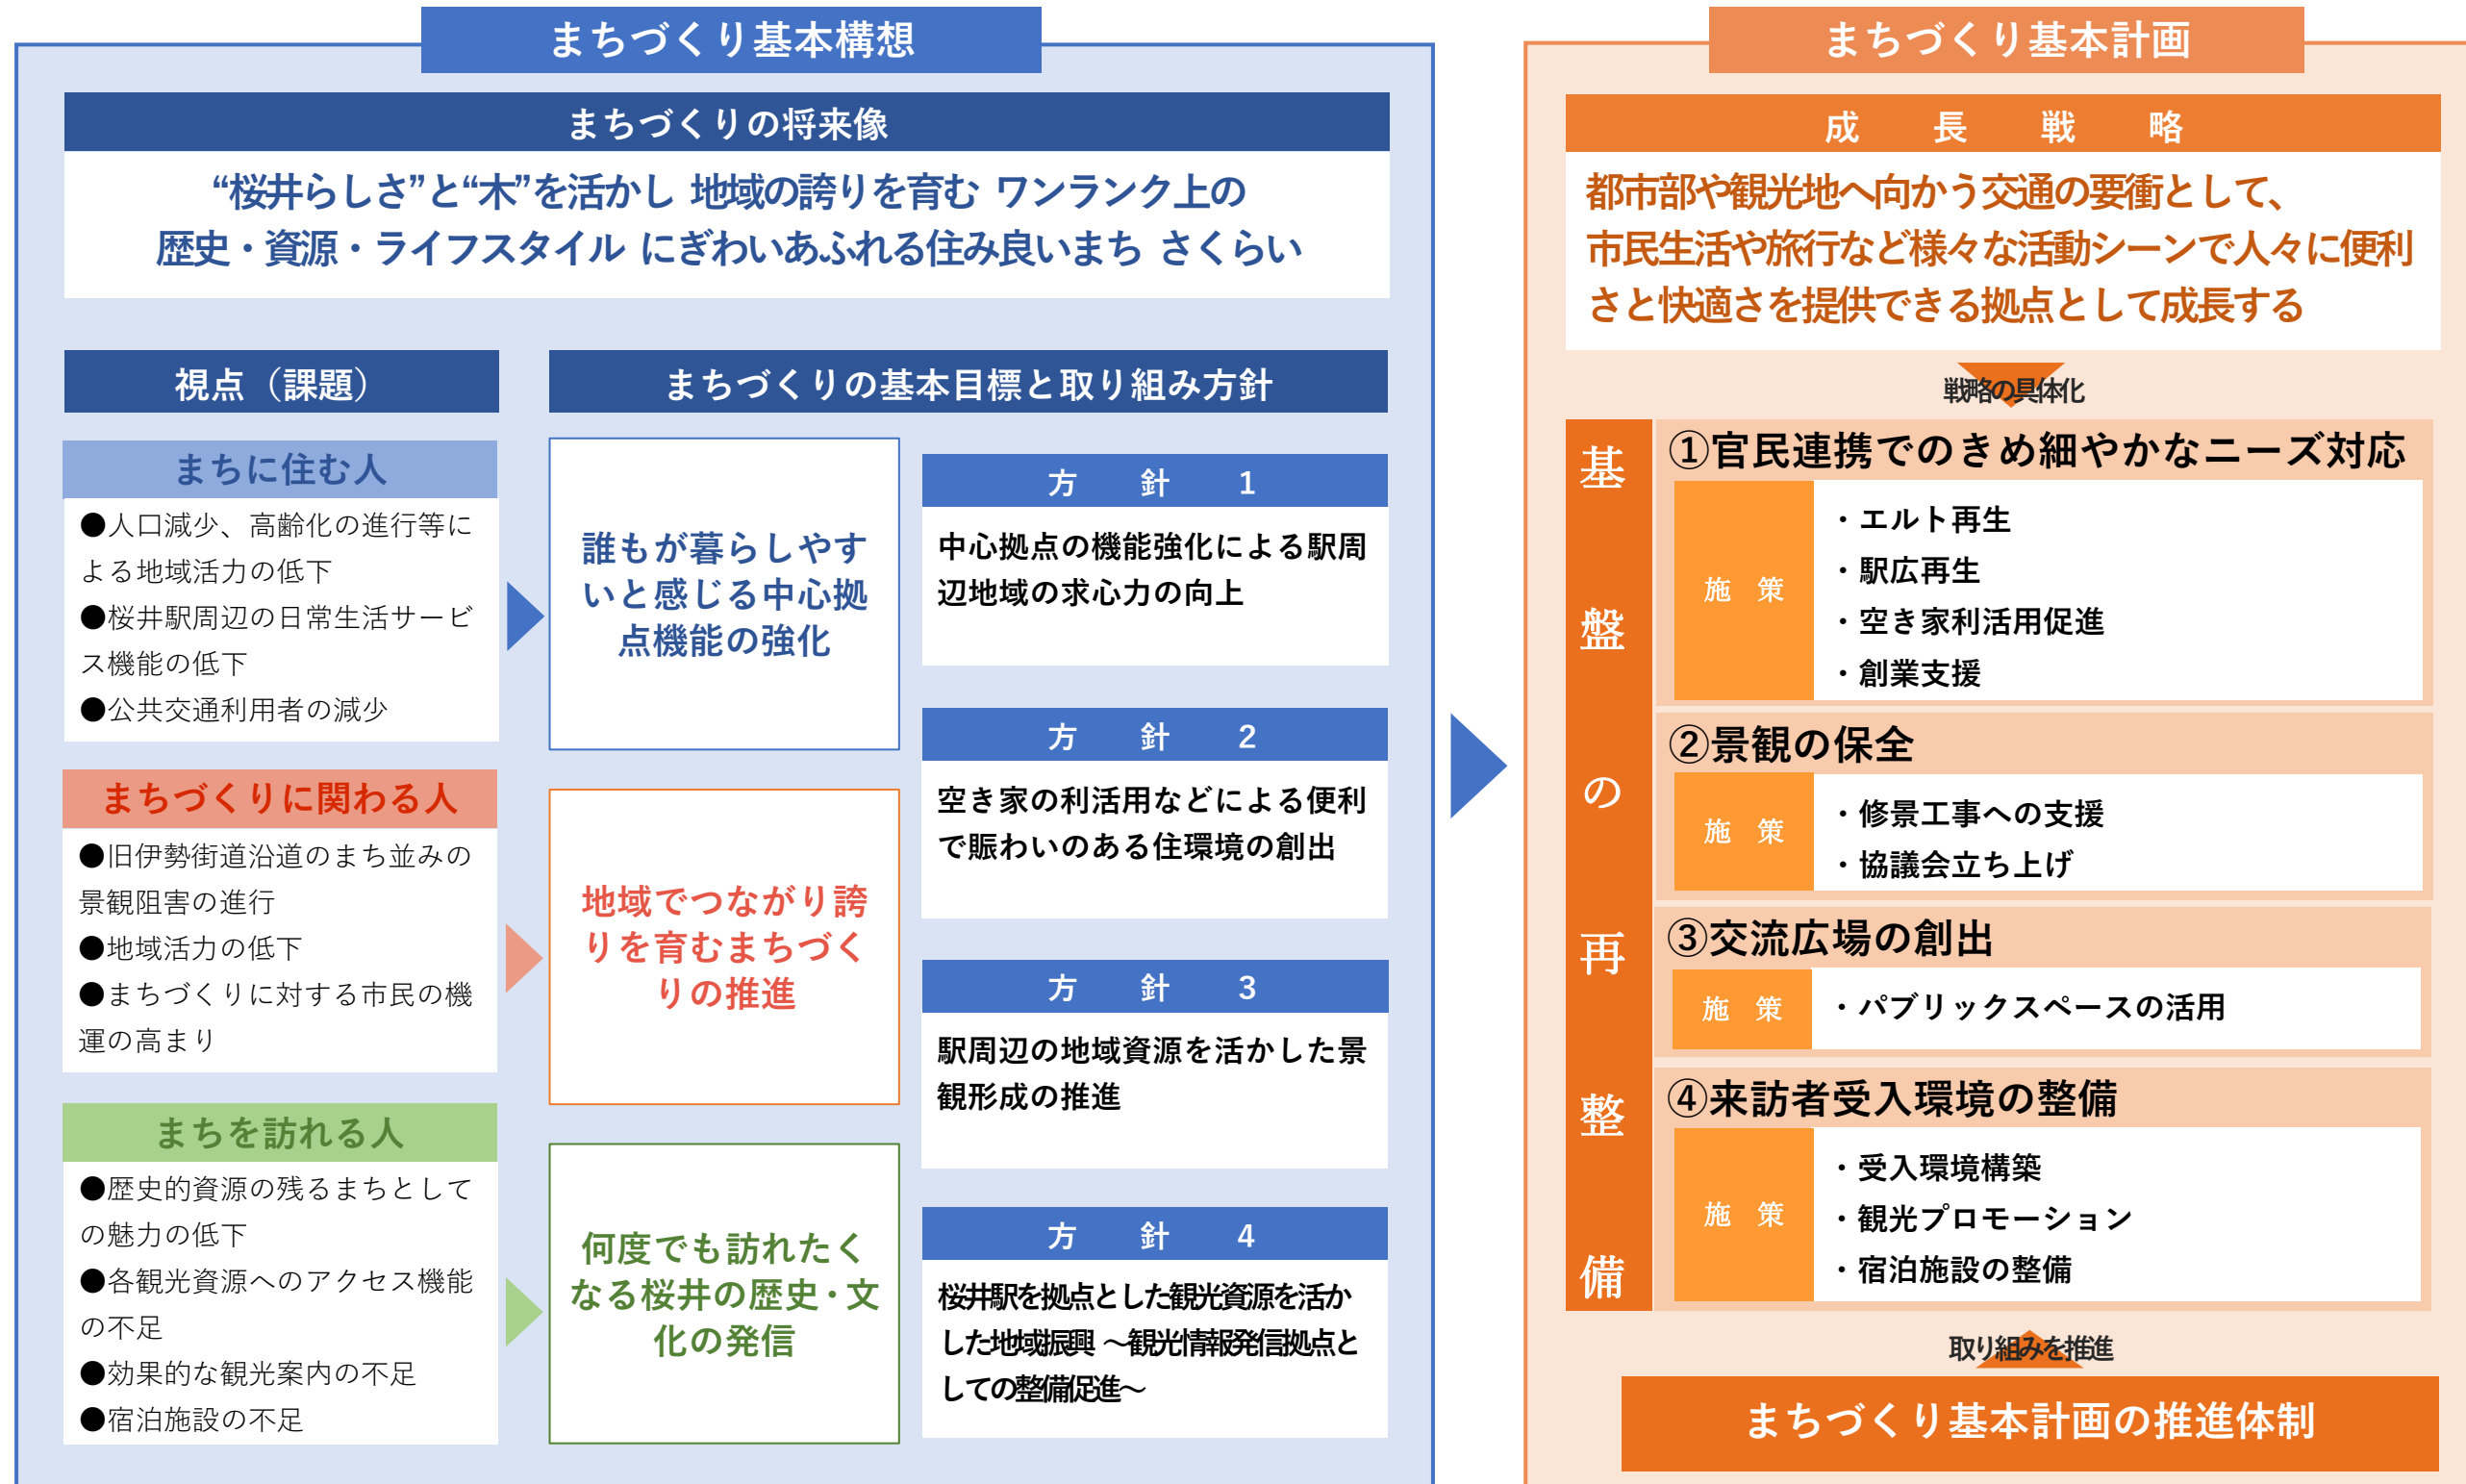 まちづくり基本構想
まちづくりの将来像
“桜井らしさ”と“木”を活かし 地域の誇りを育む ワンランク上の
歴史・資源・ライフスタイル にぎわいあふれる住み良いまち さくらい
視点（課題）
まちに住む人
●人口減少、高齢化の進行等に
よる地域活力の低下
●桜井駅周辺の日常生活サービ
ス機能の低下
●公共交通利用者の減少
まちづくりに関わる人
●旧伊勢街道沿道のまち並みの
景観阻害の進行
●地域活力の低下
●まちづくりに対する市民の機
運の高まり
まちを訪れる人
●歴史的資源の残るまちとして
の魅力の低下
●各観光資源へのアクセス機能
の不足
●効果的な観光案内の不足
●宿泊施設の不足
まちづくりの基本目標と取り組み方針
誰もが暮らしやす
いと感じる中心拠
点機能の強化
地域でつながり誇
りを育むまちづく
りの推進
何度でも訪れたく
なる桜井の歴史・文
化の発信
方 針 1
中心拠点の機能強化による駅周
辺地域の求心力の向上
方 針 2
空き家の利活用などによる便利
で賑わいのある住環境の創出
方 針 3
駅周辺の地域資源を活かした景
観形成の推進
方 針 4
桜井駅を拠点とした観光資源を活か
した地域振興 ～観光情報発信拠点と
しての整備促進～
まちづくり基本計画
成 長 戦 略
都市部や観光地へ向かう交通の要衝として、
市民生活や旅行など様々な活動シーンで人々に便利
さと快適さを提供できる拠点として成長する
戦略の具体化
基盤の再整備
①官民連携でのきめ細やかなニーズ対応
施 策
・エルト再生
・駅広再生
・空き家利活用促進
・創業支援
②景観の保全
施 策
・修景工事への支援
・協議会立ち上げ
③交流広場の創出
施 策
・パブリックスペースの活用
④来訪者受入環境の整備
施 策
・受入環境構築
・観光プロモーション
・宿泊施設の整備
取り組みを推進
まちづくり基本計画の推進体制